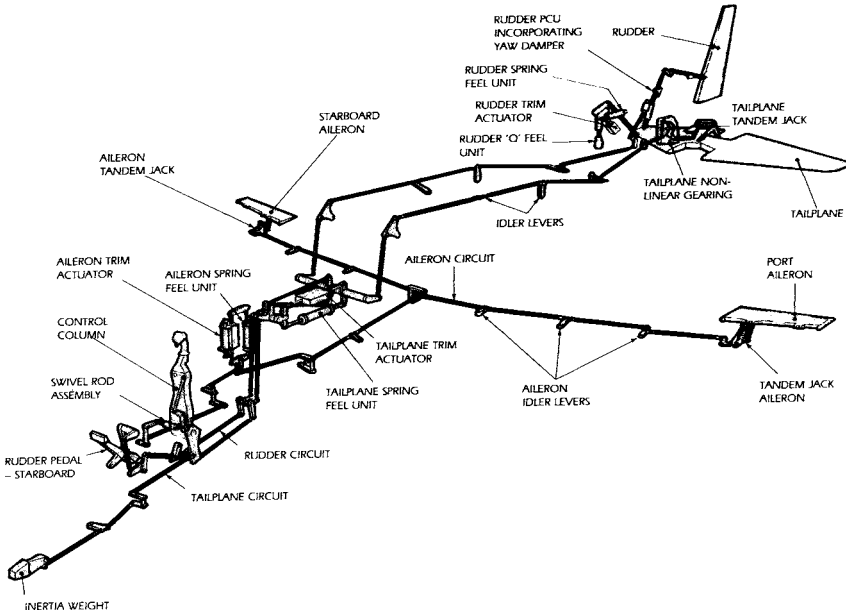 RUDDER PCU
INCORPORATING
YAW DAMPER
RUDDER
RUDDER SPRING
FEEL UNIT
RUDDER TRIM
ACTUATOR
TAILPLANE
TANDEM JACK
STARBOARD
AILERON
RUDDER 'Q' FEEL
UNIT
AILERON
TANDEM JACK
TAILPLANE NON-
LINEAR GEARING
TAILPLANE
IDLER LEVERS
AILERON TRIM
ACTUATOR
AILERON SPRING
FEEL UNIT
AILERON CIRCUIT
PORT
AILERON
CONTROL
COLUMN
TAILPLANE TRIM
ACTUATOR
SWIVEL ROD
ASSEMBLY
TAILPLANE SPRING
FEEL UNIT
AILERON
IDLER LEVERS
TANDEM JACK
AILERON
RUDDER CIRCUIT
RUDDER PEDAL
– STARBOARD
TAILPLANE CIRCUIT
INERTIA WEIGHT